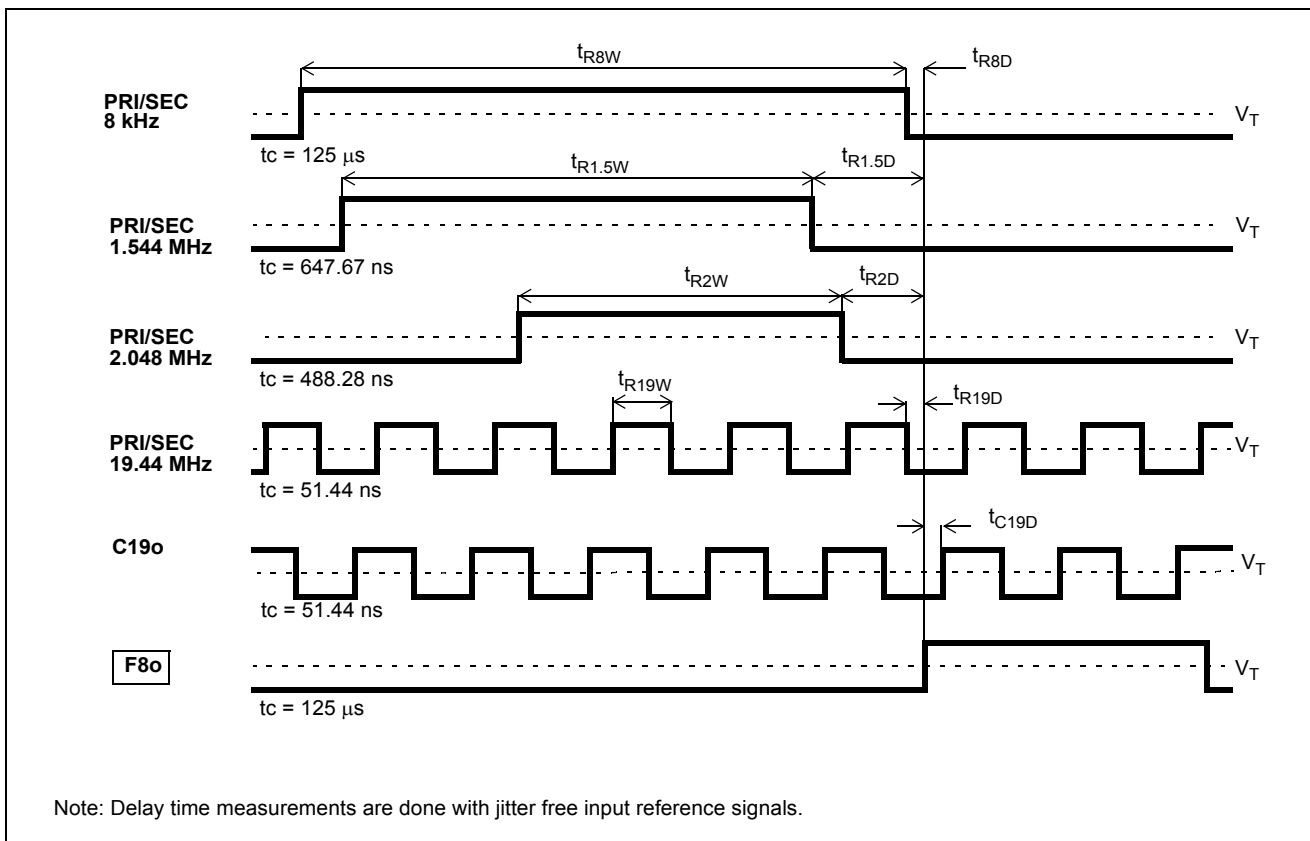 tR8W
tR8D
PRI/SEC
8 kHz
VT
tc = 125 μs
tR1.5W
tR1.5D
PRI/SEC
1.544 MHz
VT
tc = 647.67 ns
tR2W
tR2D
PRI/SEC
2.048 MHz
VT
tc = 488.28 ns
tR19W
tR19D
PRI/SEC
19.44 MHz
VT
tc = 51.44 ns
tC19D
C19o
VT
tc = 51.44 ns
F8o
VT
tc = 125 μs
Note: Delay time measurements are done with jitter free input reference signals.